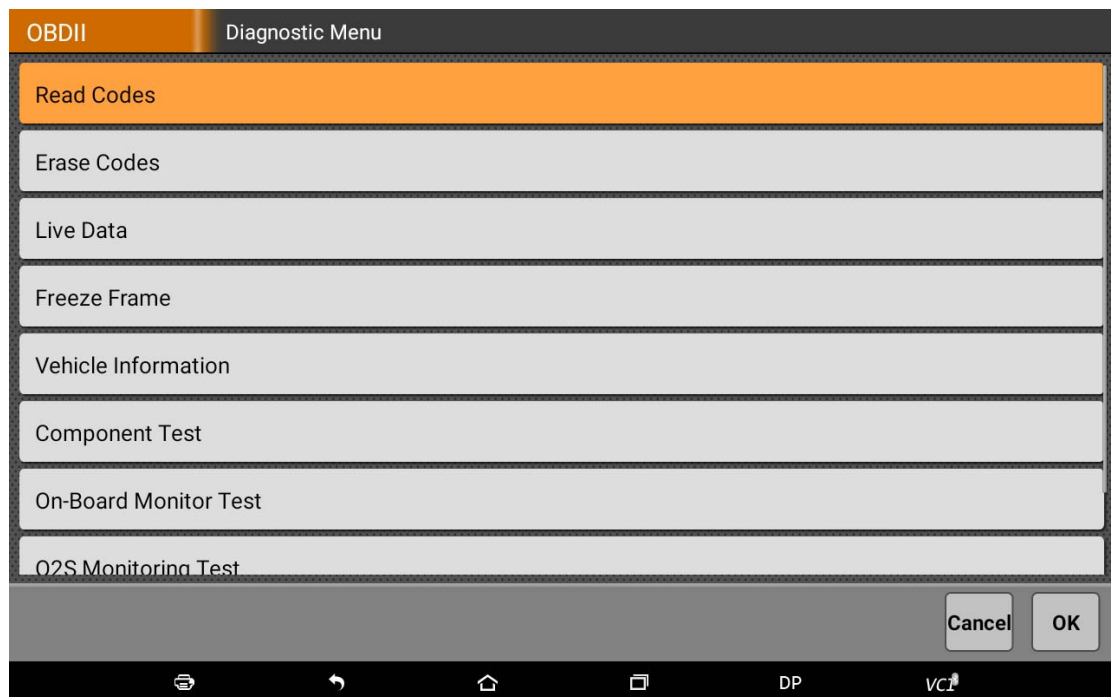 OBDII
Diagnostic Menu
Read Codes
Erase Codes
Live Data
Freeze Frame
Vehicle Information
Component Test
On-Board Monitor Test
O2S Monitoring Test
Cancel
OK
DP
VCI